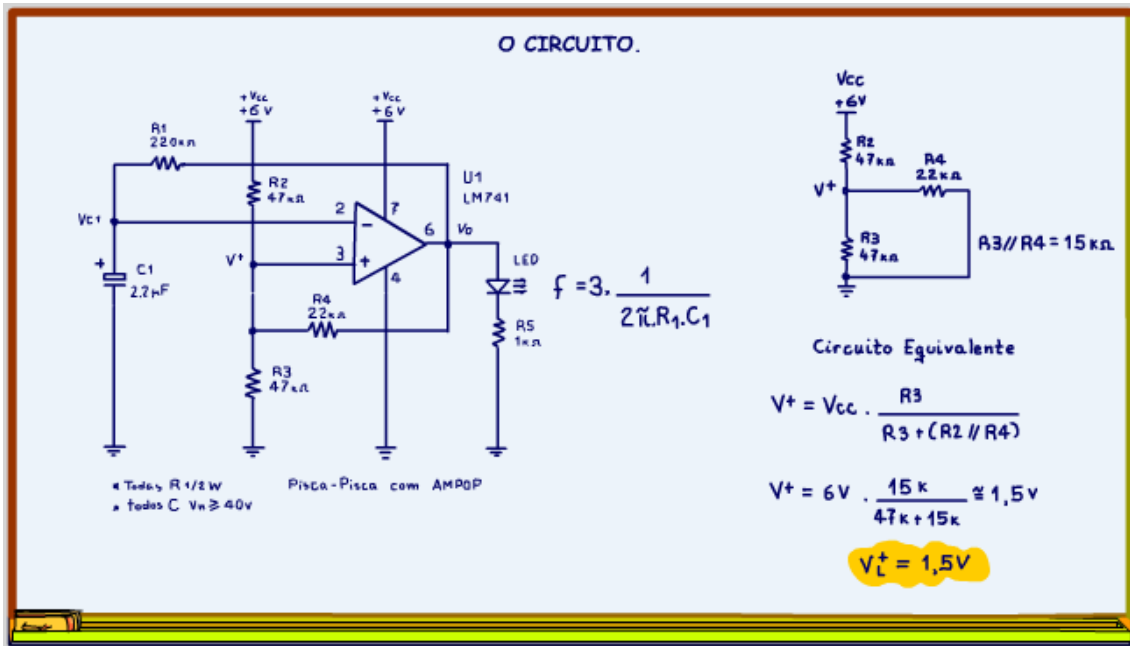 O CIRCUITO.
+Vcc
+6V
+Vcc
+6V
R1
220kΩ
R2
47kΩ
U1
LM741
2
7
6
Vo
Vc1
-
3
+
4
V+
+
C1
2.2µF
R4
22kΩ
LED
R5
1kΩ
R3
47kΩ
* Todas R 1/2W
* todos C Vn ≥ 40v
Pisca-Pisca com AMPOP
f = 3. 1 / 2π.R1.C1
Vcc
+6V
R2
47kΩ
R4
22kΩ
V+
R3
47kΩ
R3//R4 = 15kΩ
Circuito Equivalente
V+ = Vcc . R3 / R3+(R2//R4)
V+ = 6V . 15k / 47k+15k ≅ 1,5v
VL+ = 1,5V